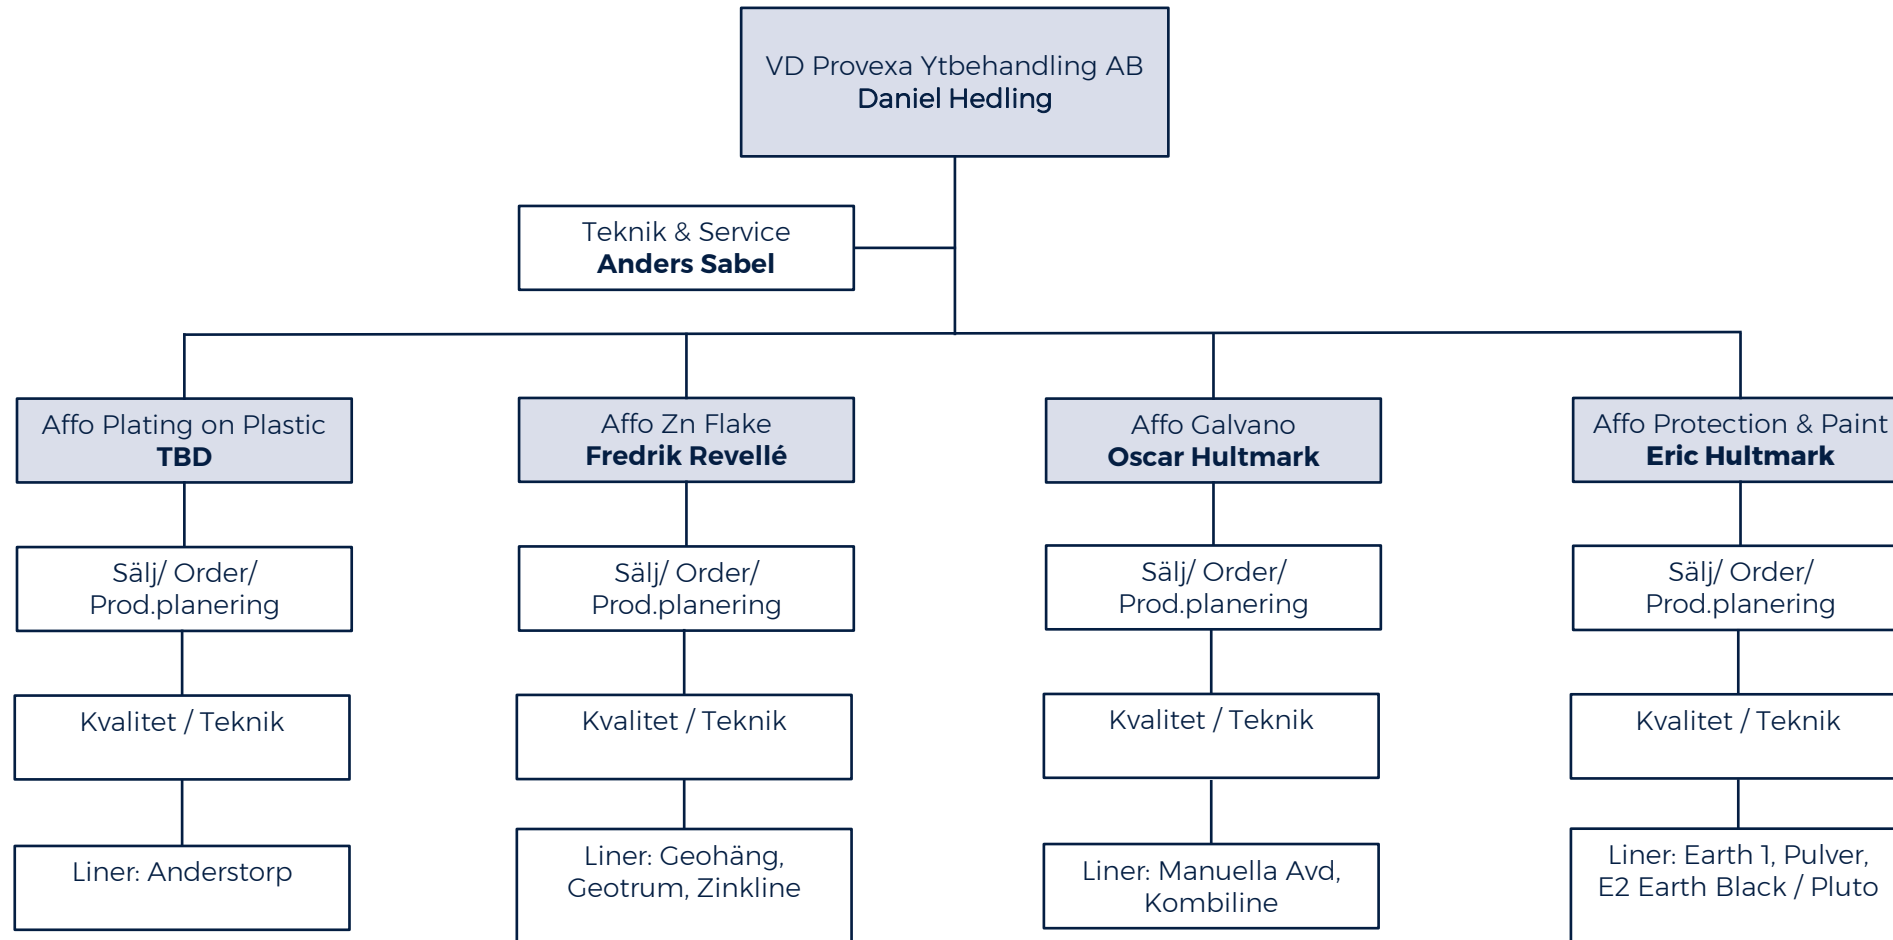 VD Provexa Ytbehandling AB
Daniel Hedling
Teknik & Service
Anders Sabel
Affo Plating on Plastic
TBD
Affo Zn Flake
Fredrik Revellé
Affo Galvano
Oscar Hultmark
Affo Protection & Paint
Eric Hultmark
Sälj/ Order/
Prod.planering
Sälj/ Order/
Prod.planering
Sälj/ Order/
Prod.planering
Sälj/ Order/
Prod.planering
Kvalitet / Teknik
Kvalitet / Teknik
Kvalitet / Teknik
Kvalitet / Teknik
Liner: Anderstorp
Liner: Geohäng,
Geotrum, Zinkline
Liner: Manuella Avd,
Kombiline
Liner: Earth 1, Pulver,
E2 Earth Black / Pluto